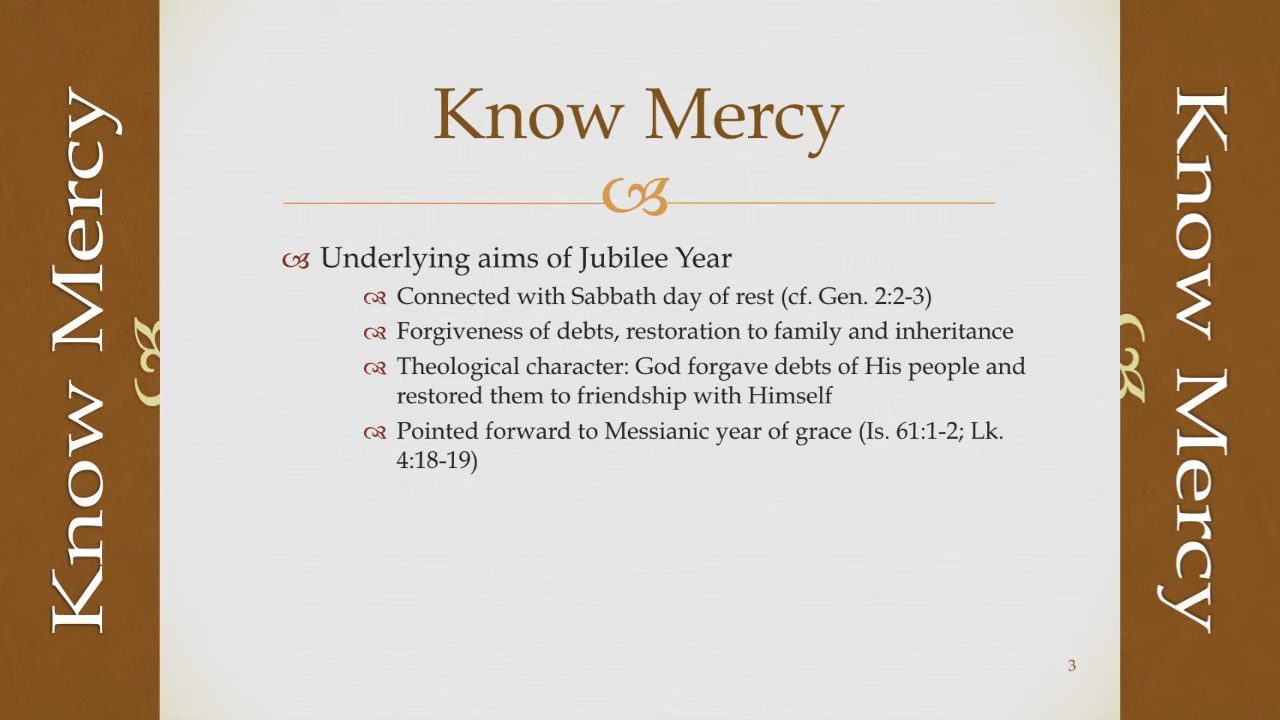 Know Mercy
Know Mercy
Underlying aims of Jubilee Year
Connected with Sabbath day of rest (cf. Gen. 2:2-3)
Forgiveness of debts, restoration to family and inheritance
Theological character: God forgave debts of His people and
restored them to friendship with Himself
Pointed forward to Messianic year of grace (Is. 61:1-2; Lk.
4:18-19)
3
Know Mercy